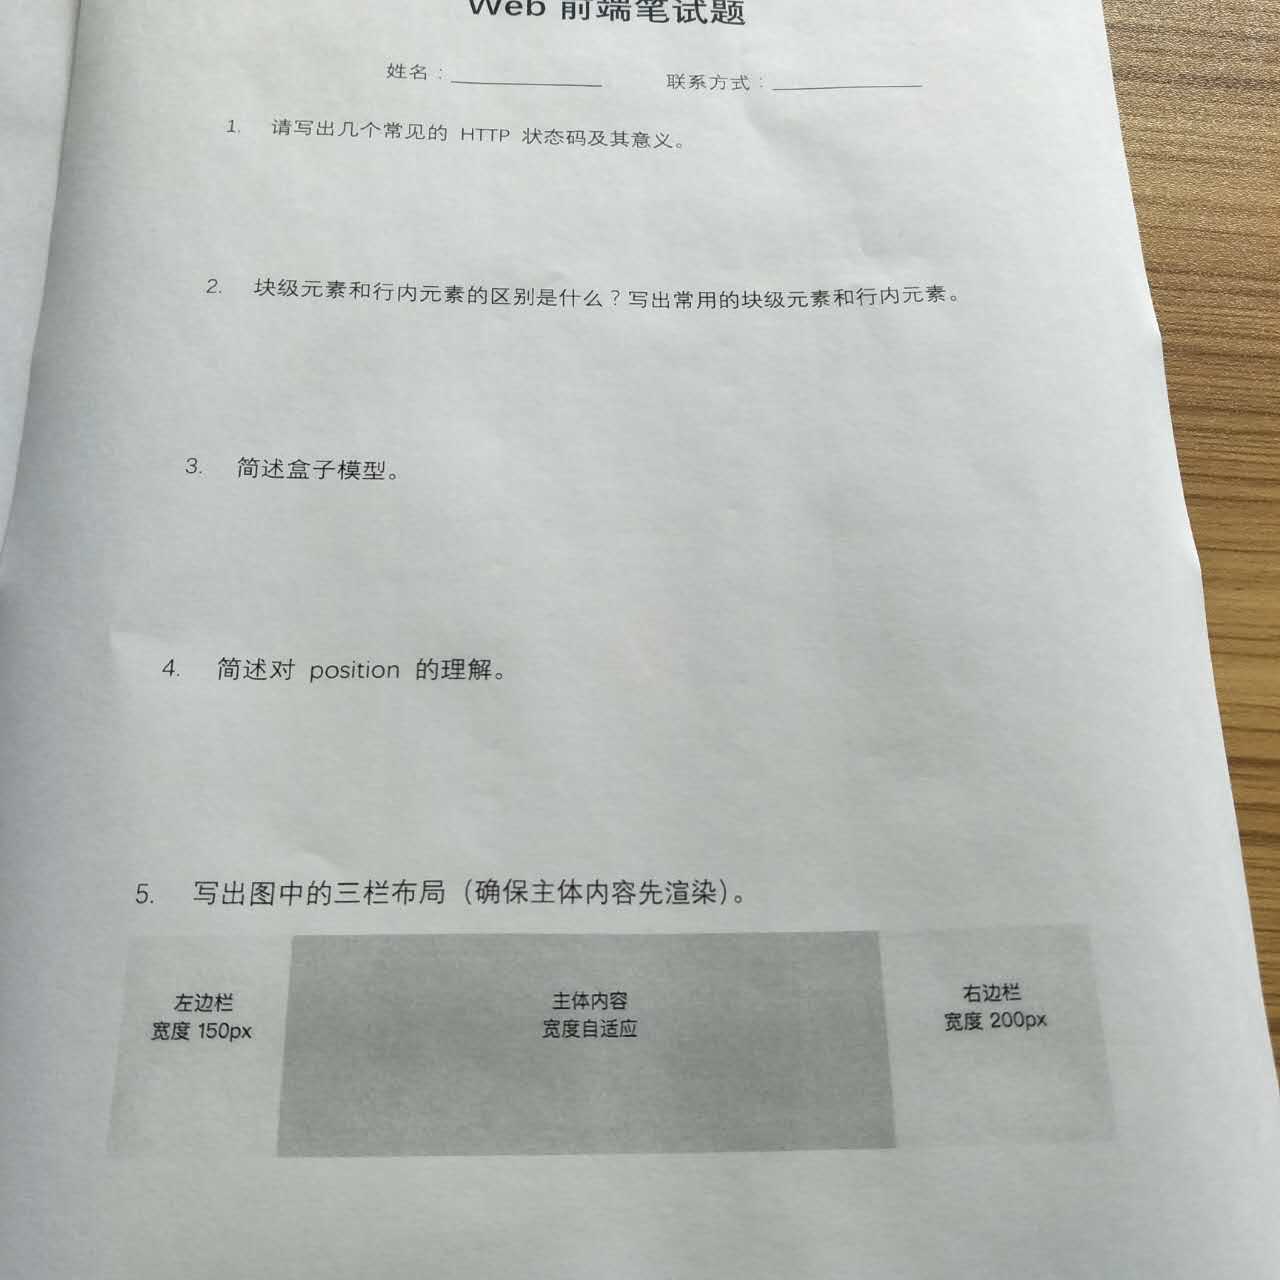 Web 前端笔试题
姓名：__________ 联系方式：__________
1. 请写出几个常见的 HTTP 状态码及其意义。
2. 块级元素和行内元素的区别是什么？写出常用的块级元素和行内元素。
3. 简述盒子模型。
4. 简述对 position 的理解。
5. 写出图中的三栏布局（确保主体内容先渲染）。
左边栏
宽度 150px
主体内容
宽度自适应
右边栏
宽度 200px